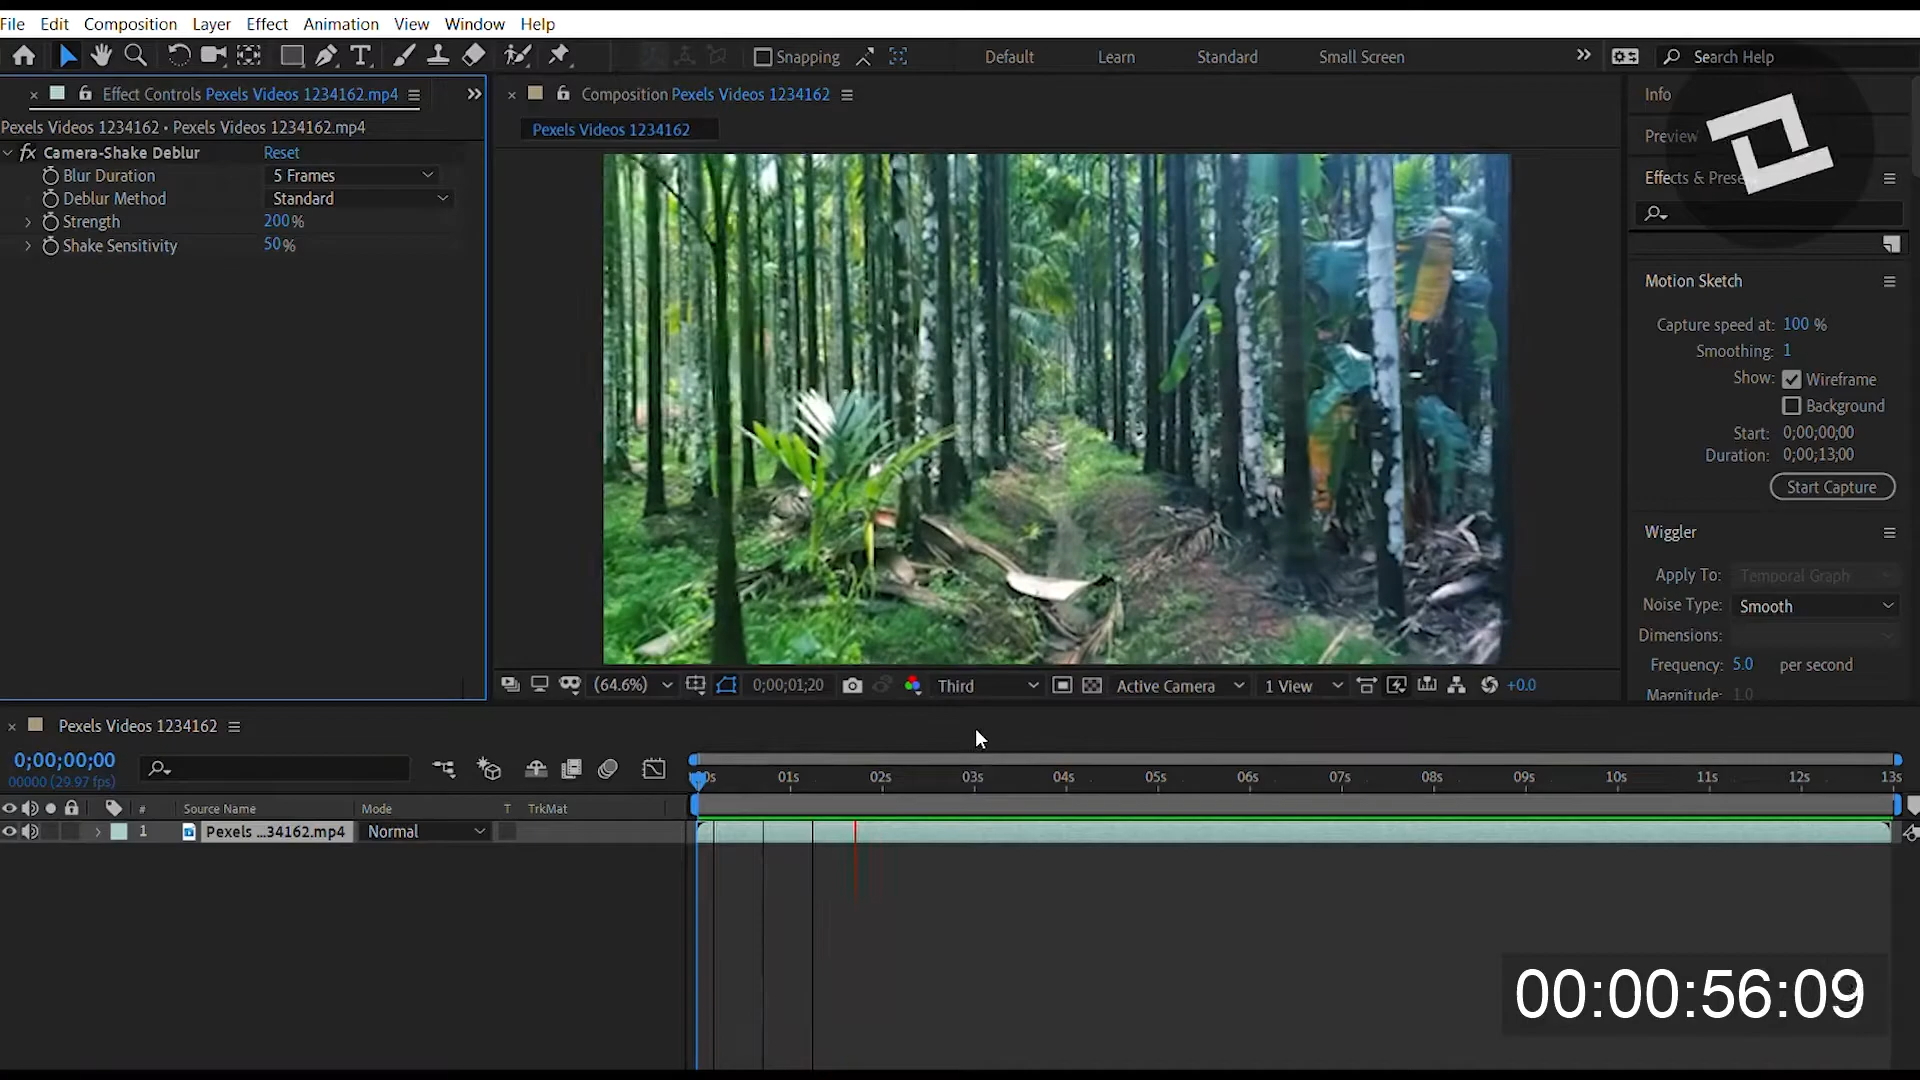 File Edit Composition Layer Effect Animation View Window Help
Snapping Default Learn Standard Small Screen Search Help
Effect Controls Pexels Videos 1234162.mp4
Pexels Videos 1234162 • Pexels Videos 1234162.mp4
fx Camera-Shake Deblur Reset
Blur Duration 5 Frames
Deblur Method Standard
Strength 200%
Shake Sensitivity 50%
Composition Pexels Videos 1234162
Pexels Videos 1234162
(64.6%) 0;00;01;20 Third Active Camera 1 View +0.0
Info
Preview
Effects & Prese
Motion Sketch
Capture speed at: 100 %
Smoothing: 1
Show: Wireframe
Background
Start: 0;00;00;00
Duration: 0;00;13;00
Start Capture
Wiggler
Apply To: Temporal Graph
Noise Type: Smooth
Dimensions:
Frequency: 5.0 per second
Magnitude: 1.0
Pexels Videos 1234162
0;00;00;00
00000 (29.97 fps)
00s 01s 02s 03s 04s 05s 06s 07s 08s 09s 10s 11s 12s 13s
# Source Name Mode T TrkMat
1 Pexels ...34162.mp4 Normal
00:00:56:09